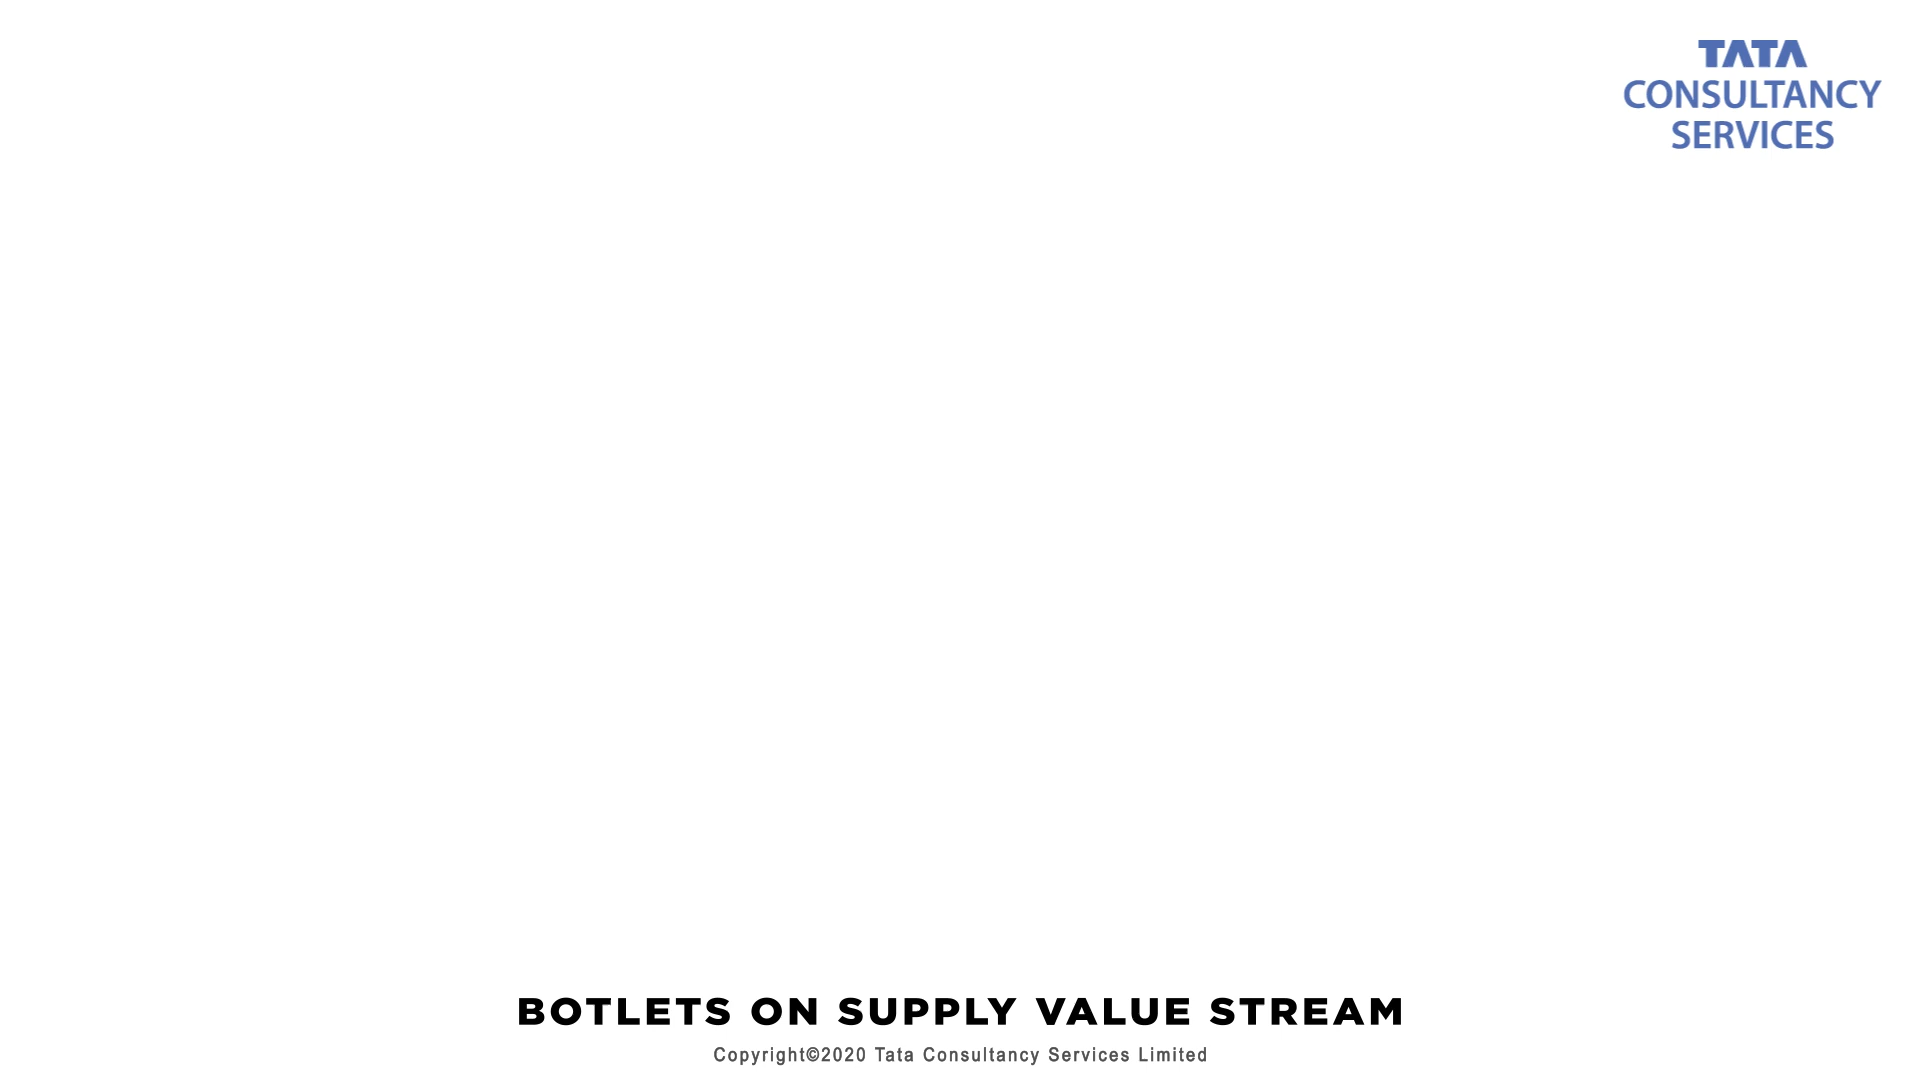 TATA
CONSULTANCY
SERVICES
BOTLETS ON SUPPLY VALUE STREAM
Copyright©2020 Tata Consultancy Services Limited